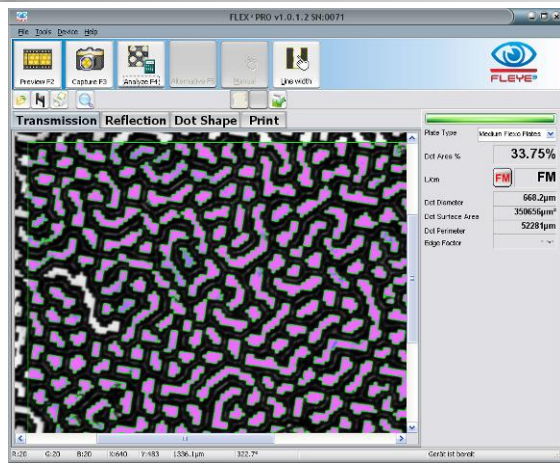 FLEX³PRO v1.0.1.2 SN:0071
File Tools Device Help
Preview F2
Capture F3
Analyze F4
Alternative F5
Manual
Line width
FLEYE
Transmission
Reflection
Dot Shape
Print
Plate Type
Medium Flexo Plates
Dot Area %
33.75%
L/cm
FM
FM
Dot Diameter
668.2µm
Dot Surface Area
350656µm²
Dot Perimeter
52281µm
Edge Factor
R:20 G:20 B:20 X:640 Y:483 1336.1µm 322.7° Gerät ist bereit